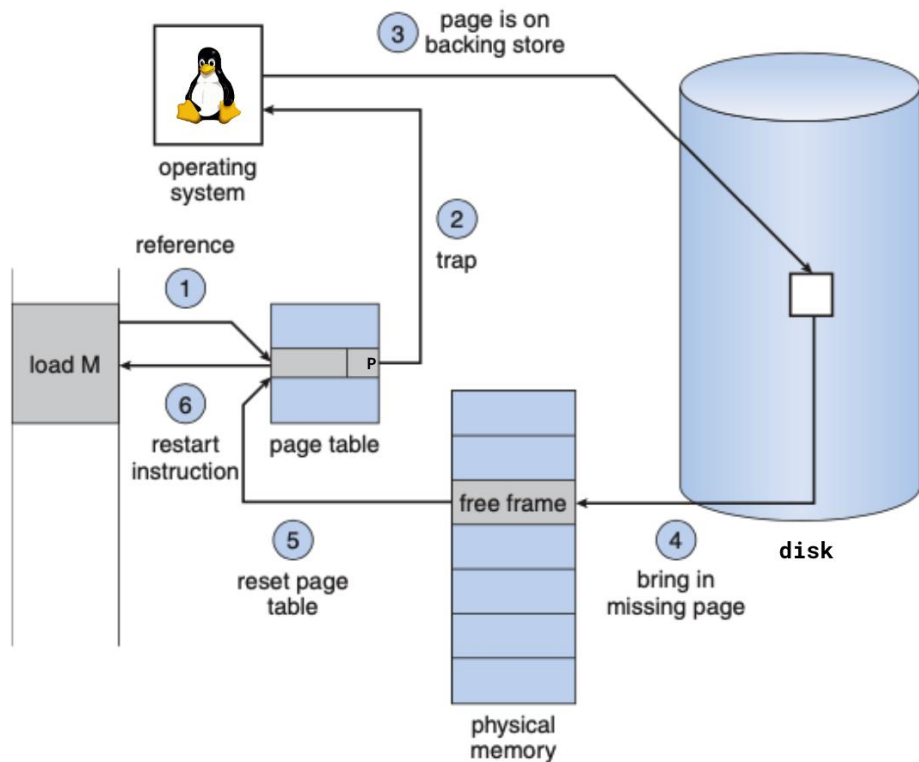 3
page is on
backing store
operating
system
reference
1
2
trap
load M
P
6
restart
instruction
page table
free frame
5
reset page
table
4
bring in
missing page
disk
physical
memory